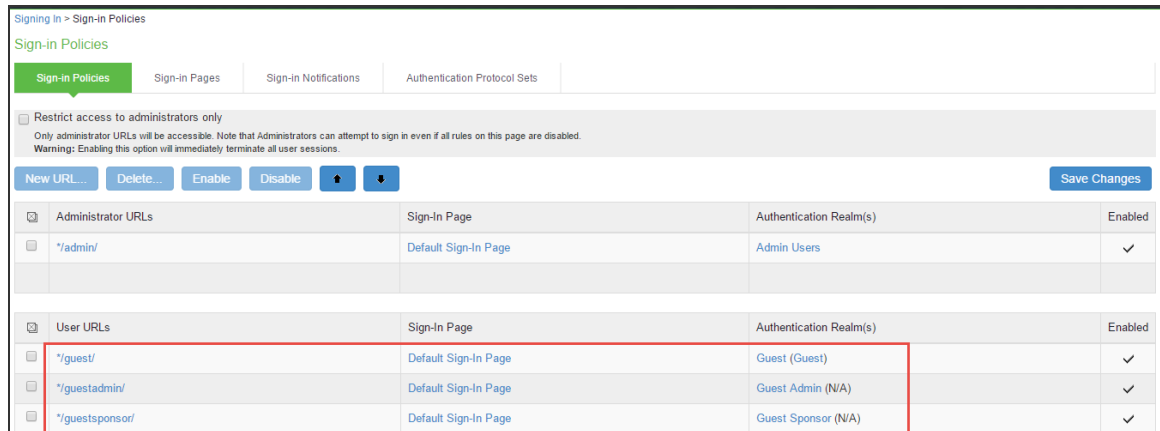 Signing In > Sign-in Policies
Sign-in Policies
Sign-in Policies Sign-in Pages Sign-in Notifications Authentication Protocol Sets
Restrict access to administrators only
Only administrator URLs will be accessible. Note that Administrators can attempt to sign in even if all rules on this page are disabled.
Warning: Enabling this option will immediately terminate all user sessions.
New URL... Delete... Enable Disable Save Changes
Administrator URLs Sign-In Page Authentication Realm(s) Enabled
*/admin/ Default Sign-In Page Admin Users
User URLs Sign-In Page Authentication Realm(s) Enabled
*/guest/ Default Sign-In Page Guest (Guest)
*/guestadmin/ Default Sign-In Page Guest Admin (N/A)
*/guestsponsor/ Default Sign-In Page Guest Sponsor (N/A)